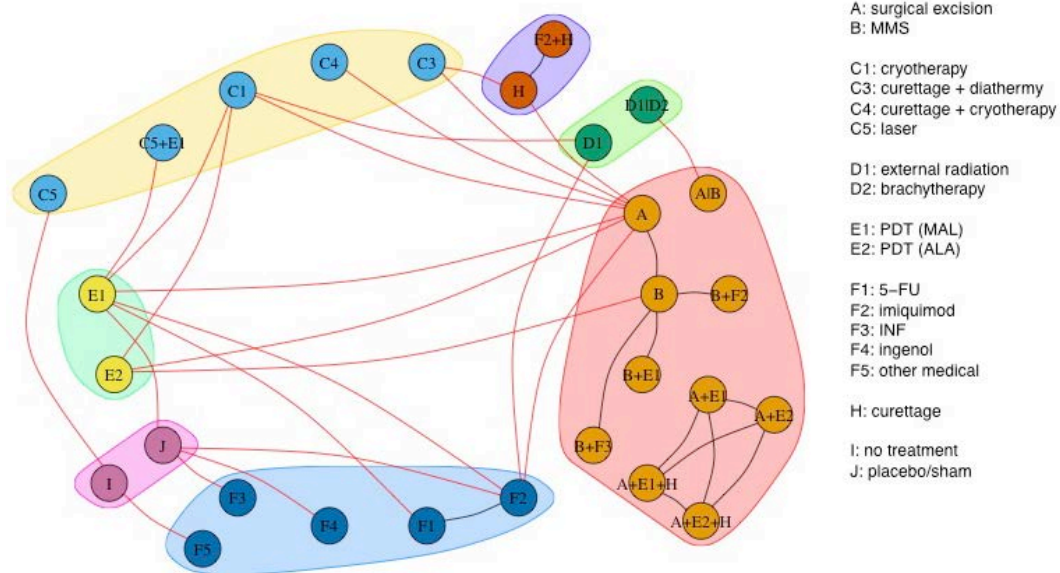 F2+H
C4
C3
C1
H
D1|D2
C5+E1
D1
C5
A|B
A
E1
B
B+F2
E2
B+E1
A+E1
A+E2
J
B+F3
I
A+E1+H
F3
F2
F4
F1
A+E2+H
F5
A: surgical excision
B: MMS
C1: cryotherapy
C3: curettage + diathermy
C4: curettage + cryotherapy
C5: laser
D1: external radiation
D2: brachytherapy
E1: PDT (MAL)
E2: PDT (ALA)
F1: 5−FU
F2: imiquimod
F3: INF
F4: ingenol
F5: other medical
H: curettage
I: no treatment
J: placebo/sham